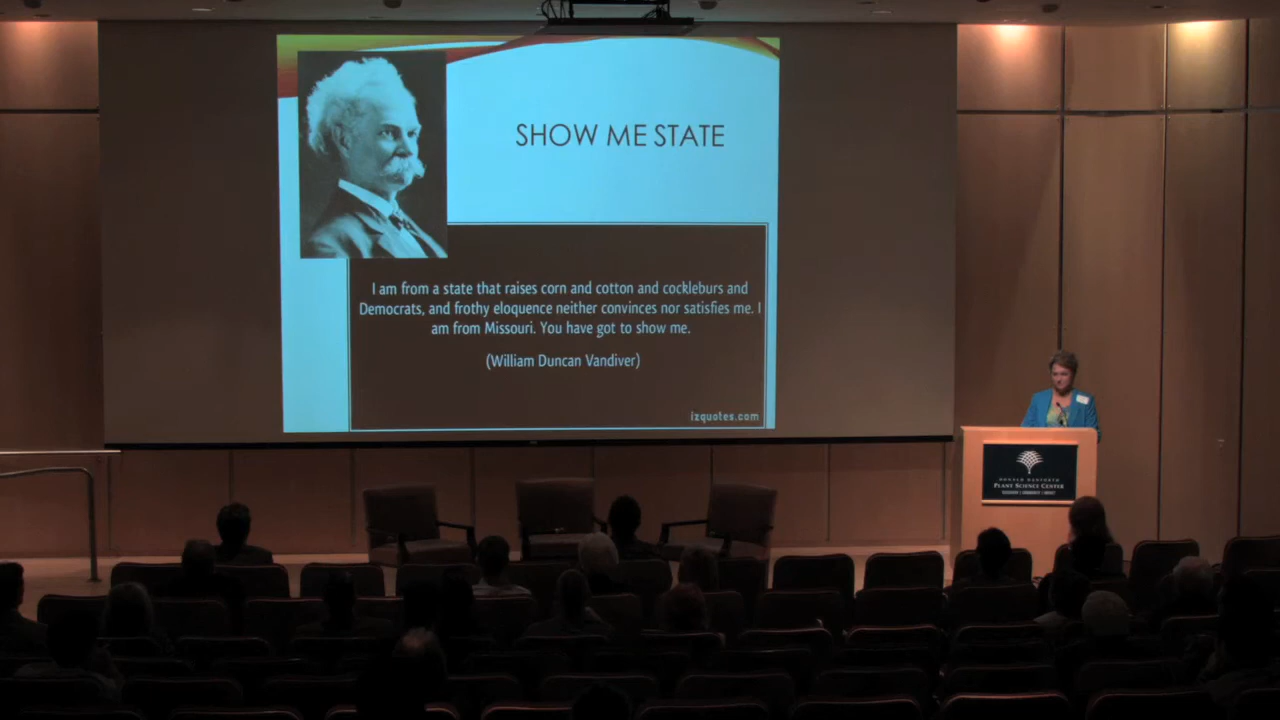 SHOW ME STATE
I am from a state that raises corn and cotton and cockleburs and
Democrats, and frothy eloquence neither convinces nor satisfies me. I
am from Missouri. You have got to show me.
(William Duncan Vandiver)
izquotes.com
DONALD DANFORTH
PLANT SCIENCE CENTER